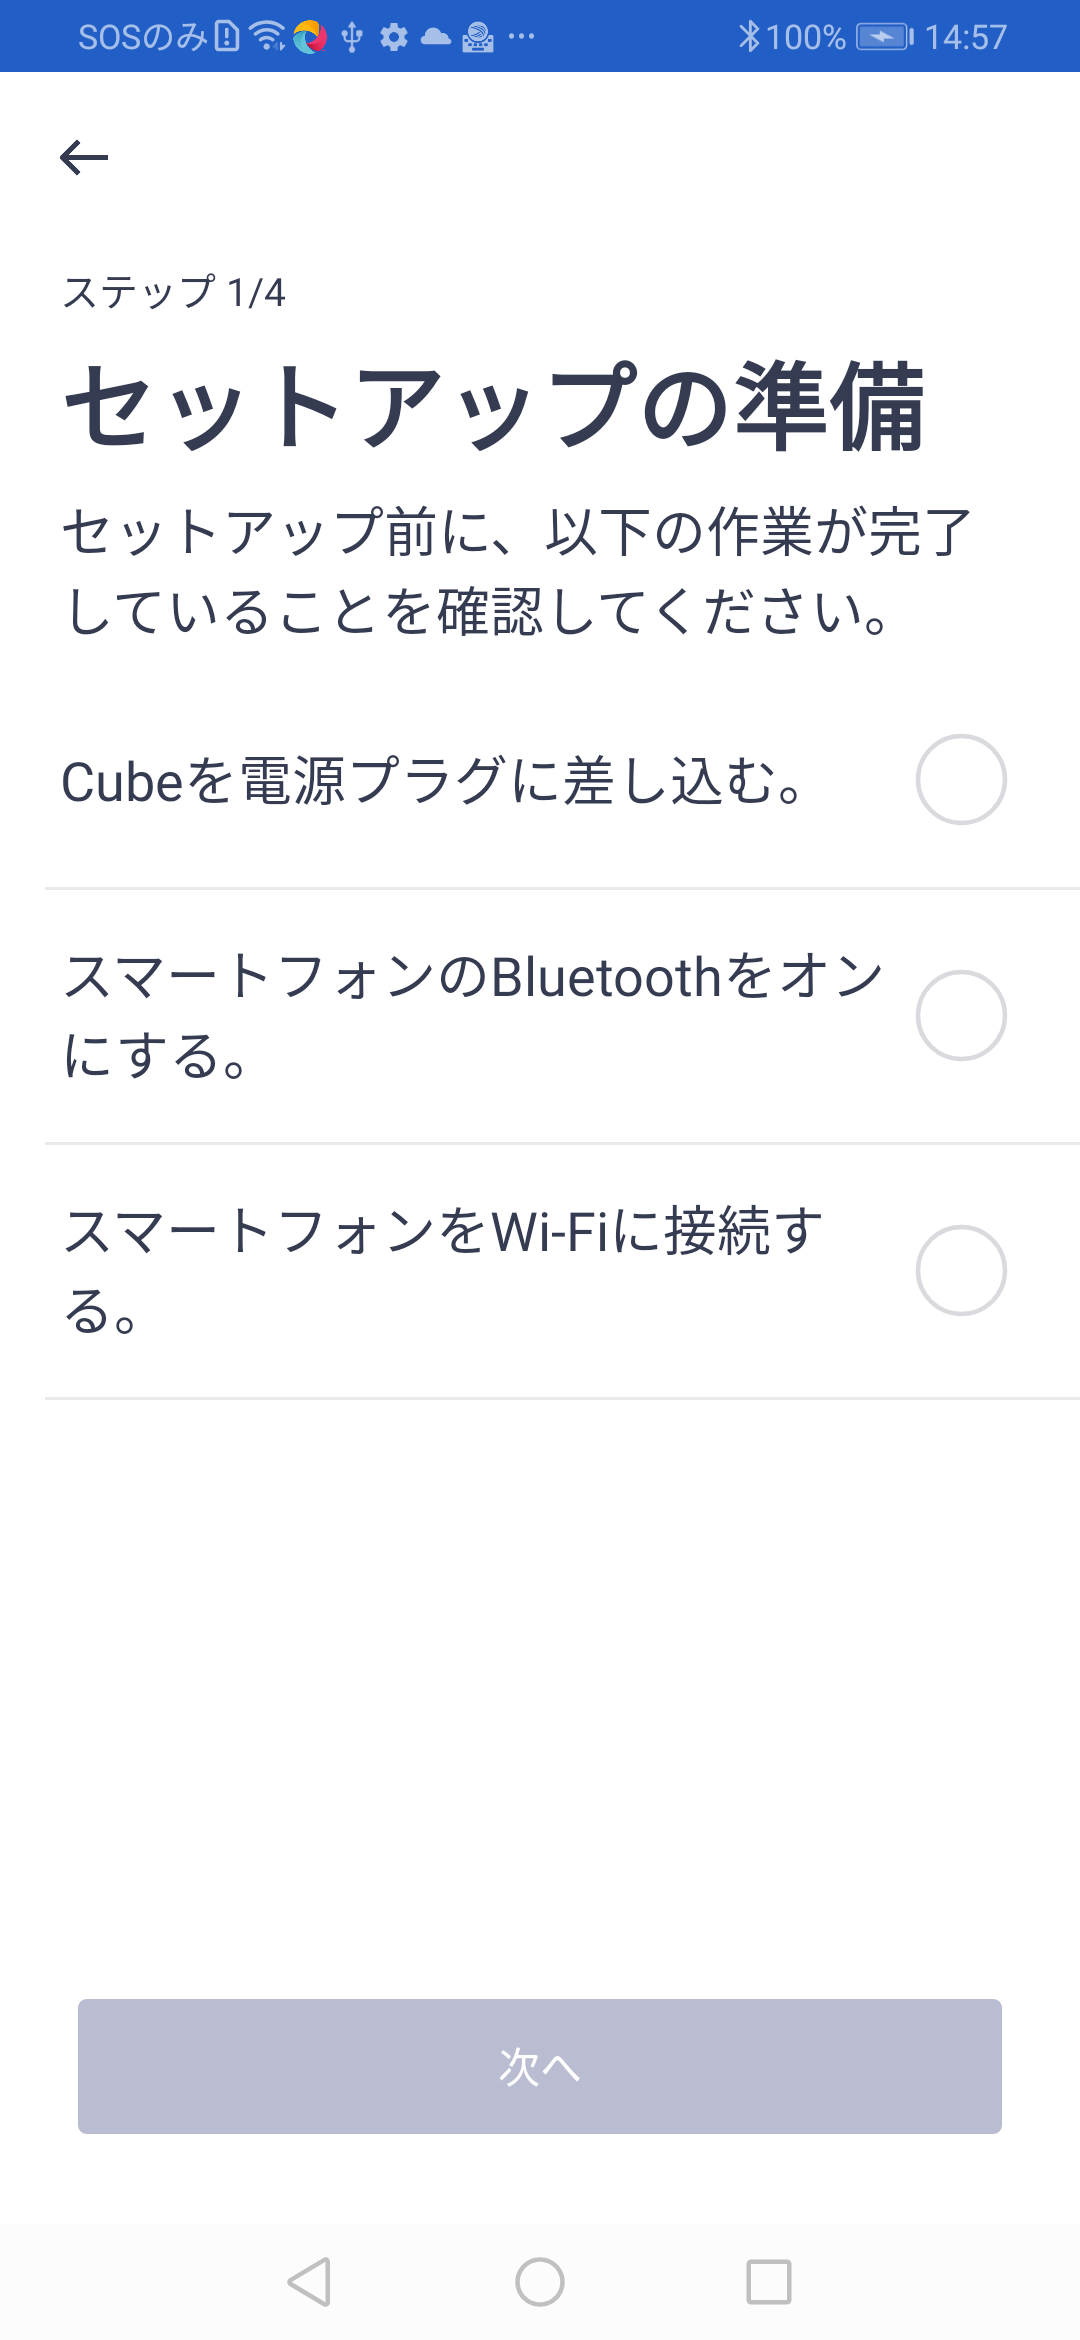 SOSのみ
100%
14:57
ステップ 1/4
セットアップの準備
セットアップ前に、以下の作業が完了
していることを確認してください。
Cubeを電源プラグに差し込む。
スマートフォンのBluetoothをオン
にする。
スマートフォンをWi-Fiに接続す
る。
次へ